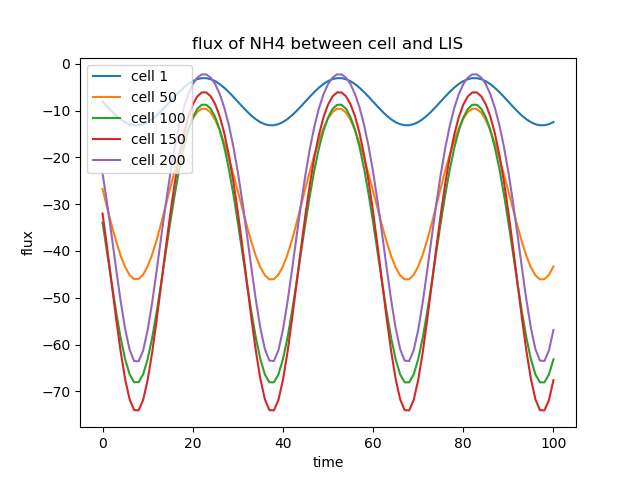 flux of NH4 between cell and LIS
cell 1
cell 50
cell 100
cell 150
cell 200
0
−10
−20
−30
−40
−50
−60
−70
flux
0 20 40 60 80 100
time